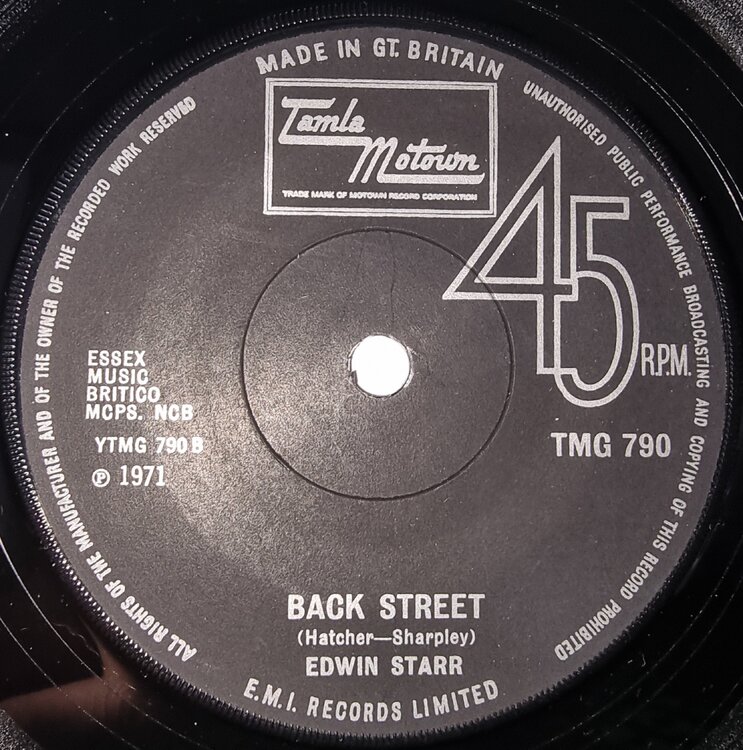 MADE IN GT. BRITAIN
UNAUTHORISED PUBLIC PERFORMANCE BROADCASTING AND COPYING OF THIS RECORD PROHIBITED
ALL RIGHTS OF THE MANUFACTURER AND OF THE OWNER OF THE RECORDED WORK RESERVED
Tamla
Motown
TRADE MARK OF MOTOWN RECORD CORPORATION
45 R.P.M.
ESSEX
MUSIC
BRITICO
MCPS. NCB
YTMG 790 B
℗ 1971
TMG 790
BACK STREET
(Hatcher—Sharpley)
EDWIN STARR
E.M.I. RECORDS LIMITED